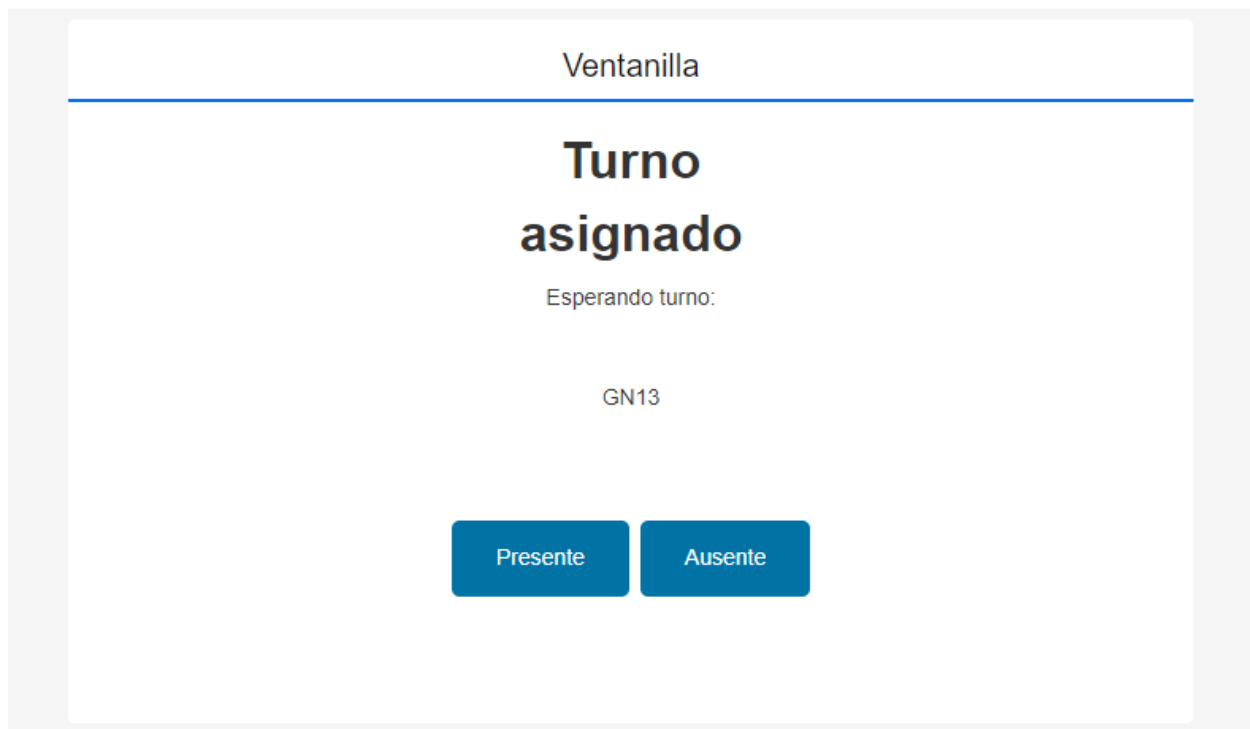 Ventanilla
Turno
asignado
Esperando turno:
GN13
Presente Ausente